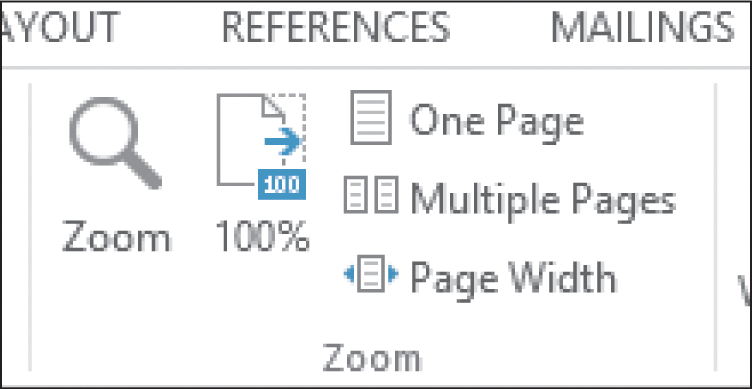 AYOUT REFERENCES MAILINGS
Zoom
100
100%
One Page
Multiple Pages
Page Width
Zoom